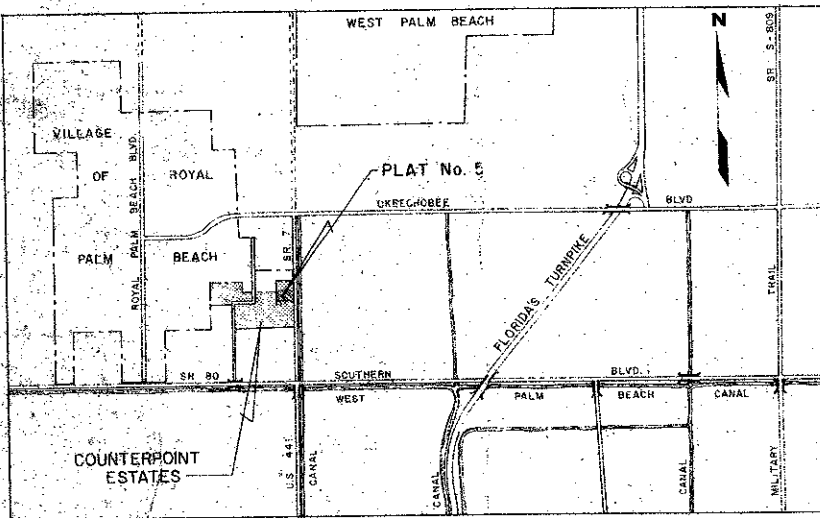 WEST PALM BEACH
N
SR S-809
VILLAGE
OF
PALM
ROYAL PALM BEACH BLVD.
ROYAL
BEACH
PLAT No. 5
OKEECHOBEE
BLVD
SR 7
FLORIDA'S TURNPIKE
TRAIL
SR 80
SOUTHERN
BLVD.
WEST
PALM
BEACH
CANAL
COUNTERPOINT
ESTATES
U.S. 441
CANAL
CANAL
CANAL
MILITARY